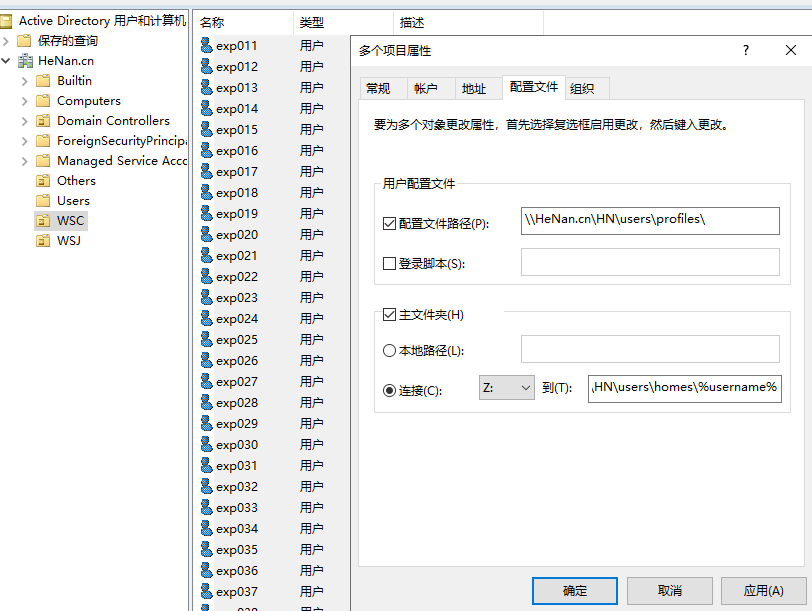 Active Directory 用户和计算机
保存的查询
HeNan.cn
Builtin
Computers
Domain Controllers
ForeignSecurityPrincipa
Managed Service Acco
Others
Users
WSC
WSJ
名称 类型 描述
exp011 用户
exp012 用户
exp013 用户
exp014 用户
exp015 用户
exp016 用户
exp017 用户
exp018 用户
exp019 用户
exp020 用户
exp021 用户
exp022 用户
exp023 用户
exp024 用户
exp025 用户
exp026 用户
exp027 用户
exp028 用户
exp029 用户
exp030 用户
exp031 用户
exp032 用户
exp033 用户
exp034 用户
exp035 用户
exp036 用户
exp037 用户
多个项目属性 ?
常规 帐户 地址 配置文件 组织
要为多个对象更改属性，首先选择复选框启用更改，然后键入更改。
用户配置文件
配置文件路径(P): \\HeNan.cn\HN\users\profiles\
登录脚本(S):
主文件夹(H)
本地路径(L):
连接(C): Z: 到(T): \HN\users\homes\%username%
确定 取消 应用(A)